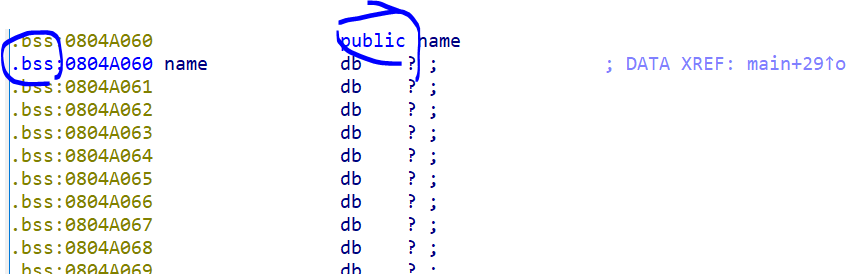 .bss:0804A060 public name
.bss:0804A060 name db ? ; ; DATA XREF: main+29↑o
.bss:0804A061 db ? ;
.bss:0804A062 db ? ;
.bss:0804A063 db ? ;
.bss:0804A064 db ? ;
.bss:0804A065 db ? ;
.bss:0804A066 db ? ;
.bss:0804A067 db ? ;
.bss:0804A068 db ? ;
.bss:0804A069 db ? ;